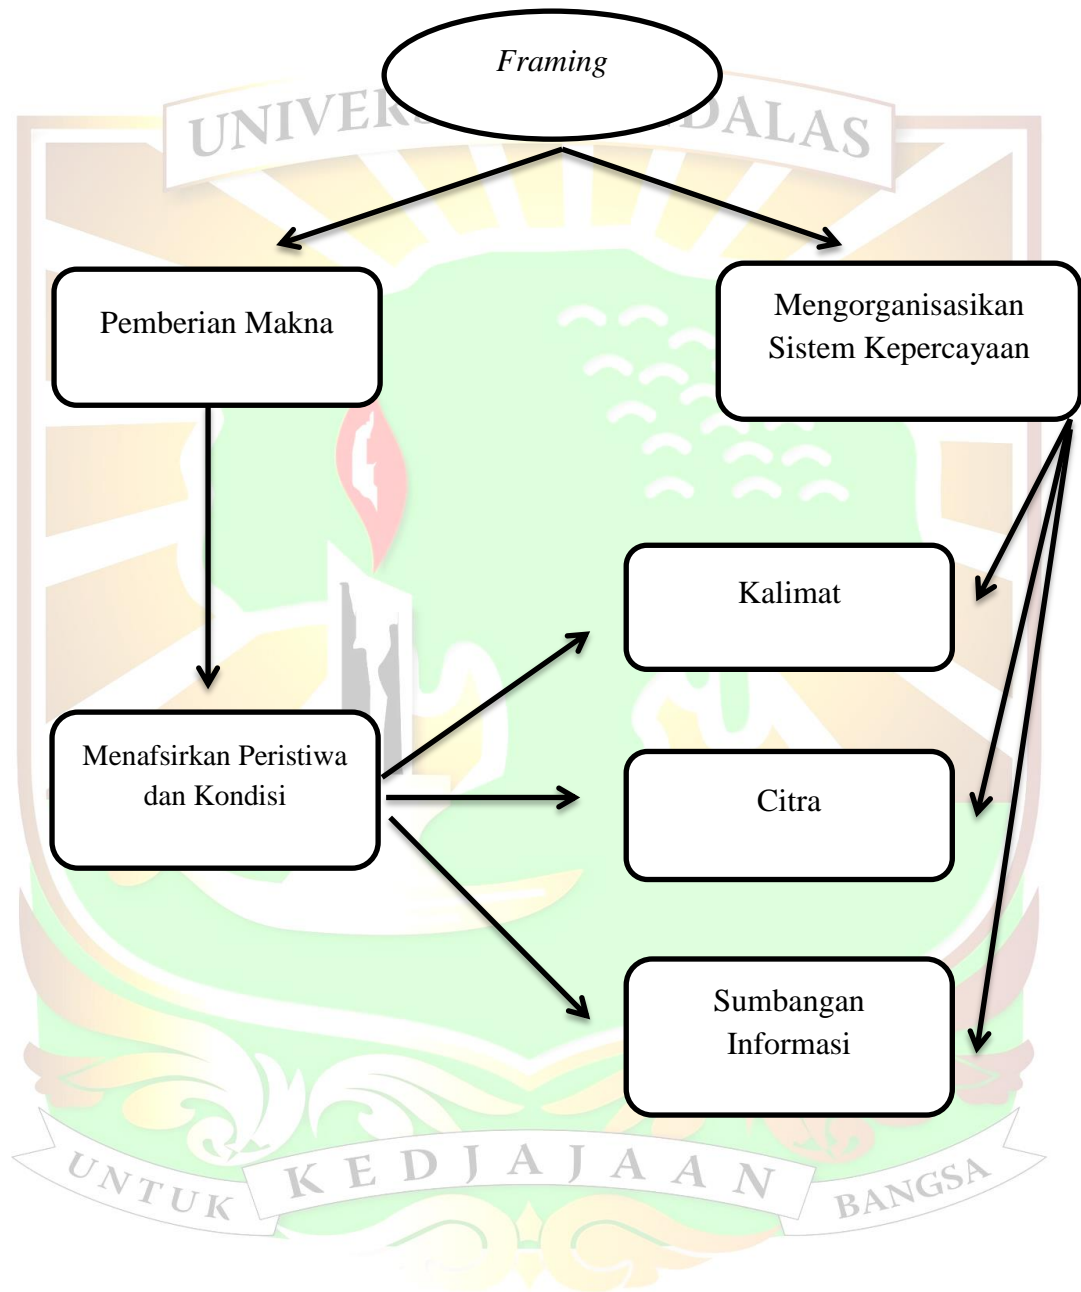 Framing
UNIVER DALAS
Pemberian Makna
Mengorganisasikan
Sistem Kepercayaan
Kalimat
Menafsirkan Peristiwa
dan Kondisi
Citra
Sumbangan
Informasi
UNTUK KEDJAJAAN BANGSA